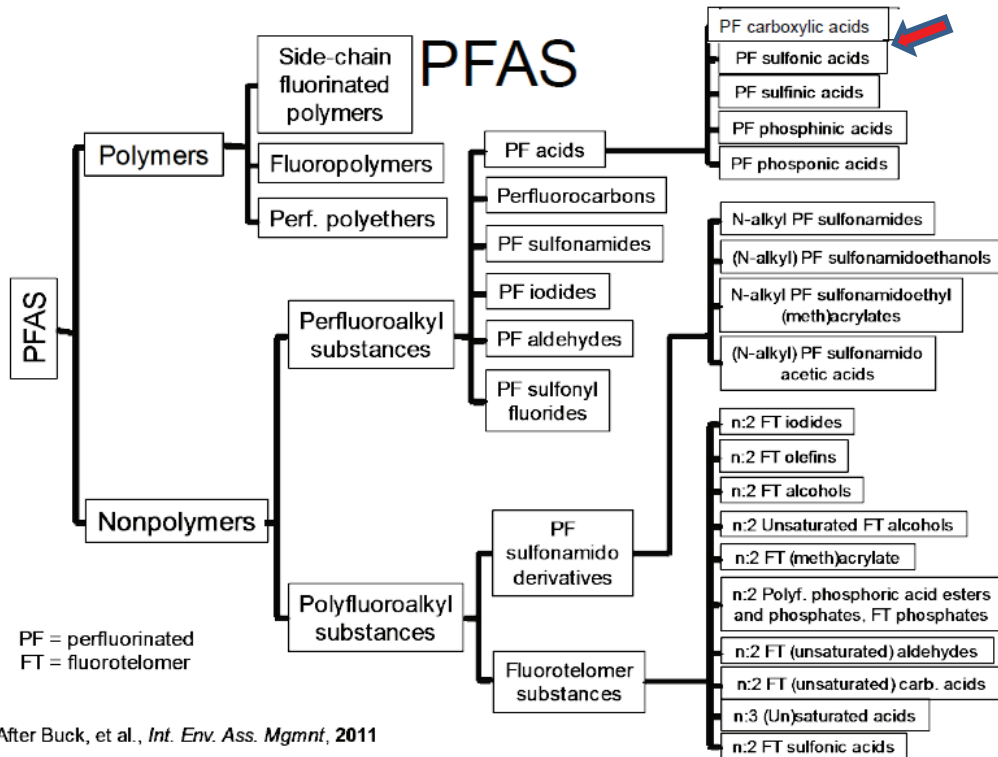 PFAS
PFAS
Polymers
Side-chain
fluorinated
polymers
Fluoropolymers
Perf. polyethers
Nonpolymers
Perfluoroalkyl
substances
PF acids
PF carboxylic acids
PF sulfonic acids
PF sulfinic acids
PF phosphinic acids
PF phosponic acids
Perfluorocarbons
PF sulfonamides
PF iodides
PF aldehydes
PF sulfonyl
fluorides
Polyfluoroalkyl
substances
PF
sulfonamido
derivatives
N-alkyl PF sulfonamides
(N-alkyl) PF sulfonamidoethanols
N-alkyl PF sulfonamidoethyl
(meth)acrylates
(N-alkyl) PF sulfonamido
acetic acids
Fluorotelomer
substances
n:2 FT iodides
n:2 FT olefins
n:2 FT alcohols
n:2 Unsaturated FT alcohols
n:2 FT (meth)acrylate
n:2 Polyf. phosphoric acid esters
and phosphates, FT phosphates
n:2 FT (unsaturated) aldehydes
n:2 FT (unsaturated) carb. acids
n:3 (Un)saturated acids
n:2 FT sulfonic acids
PF = perfluorinated
FT = fluorotelomer
After Buck, et al., Int. Env. Ass. Mgmnt, 2011